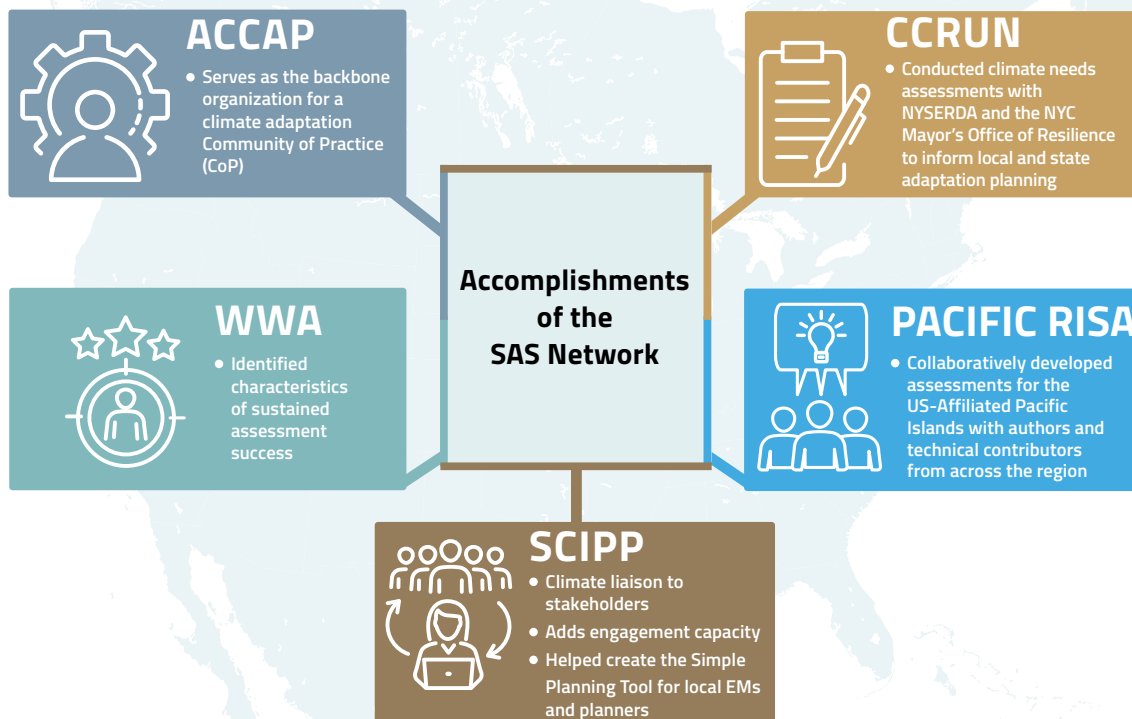 ACCAP
• Serves as the backbone
organization for a
climate adaptation
Community of Practice
(CoP)
CCRUN
• Conducted climate needs
assessments with
NYSERDA and the NYC
Mayor's Office of Resilience
to inform local and state
adaptation planning
Accomplishments
of the
SAS Network
WWA
• Identified
characteristics
of sustained
assessment
success
PACIFIC RISA
• Collaboratively developed
assessments for the
US-Affiliated Pacific
Islands with authors and
technical contributors
from across the region
SCIPP
• Climate liaison to
stakeholders
• Adds engagement capacity
• Helped create the Simple
Planning Tool for local EMs
and planners